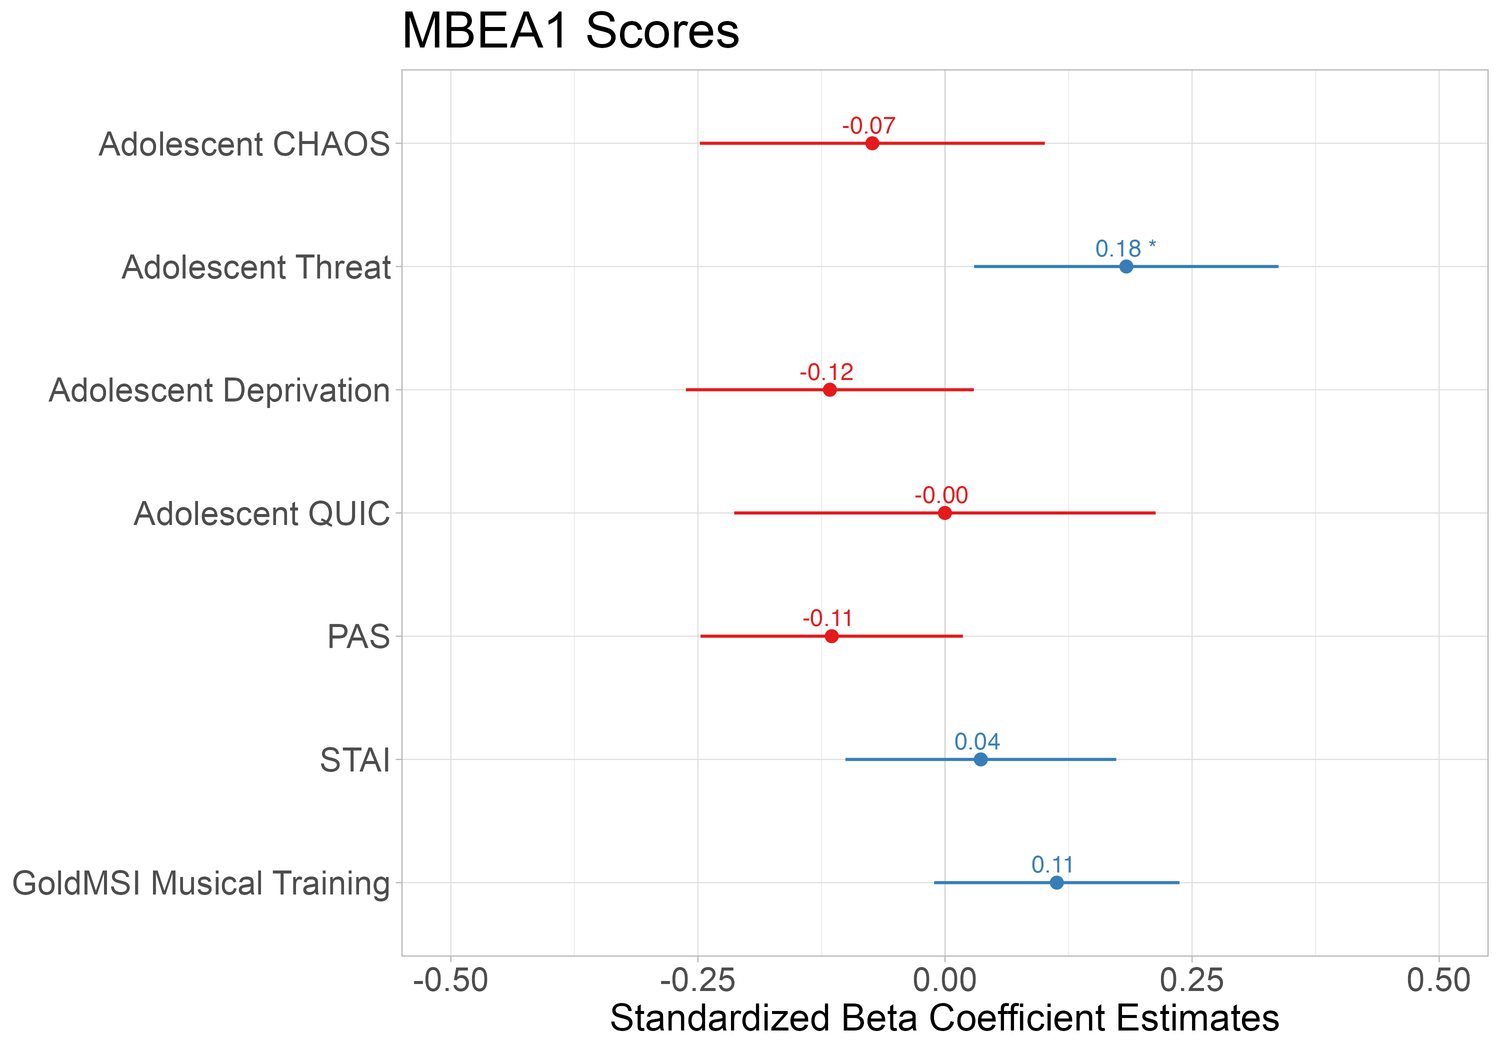 MBEA1 Scores
Adolescent CHAOS
-0.07
Adolescent Threat
0.18 *
Adolescent Deprivation
-0.12
Adolescent QUIC
-0.00
PAS
-0.11
STAI
0.04
GoldMSI Musical Training
0.11
-0.50 -0.25 0.00 0.25 0.50
Standardized Beta Coefficient Estimates